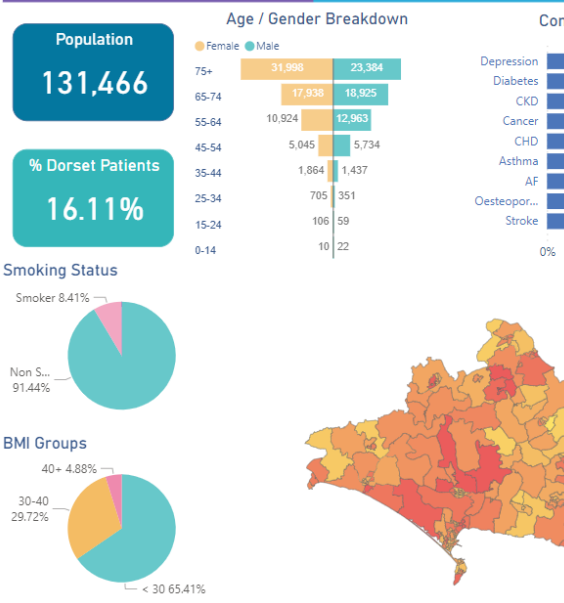 Population
131,466
% Dorset Patients
16.11%
Age / Gender Breakdown
Female Male
75+ 31,998 23,384
65-74 17,938 18,925
55-64 10,924 12,963
45-54 5,045 5,734
35-44 1,864 1,437
25-34 705 351
15-24 106 59
0-14 10 22
Con
Depression
Diabetes
CKD
Cancer
CHD
Asthma
AF
Oesteopor...
Stroke
0%
Smoking Status
Smoker 8.41%
Non S...
91.44%
BMI Groups
40+ 4.88%
30-40
29.72%
< 30 65.41%